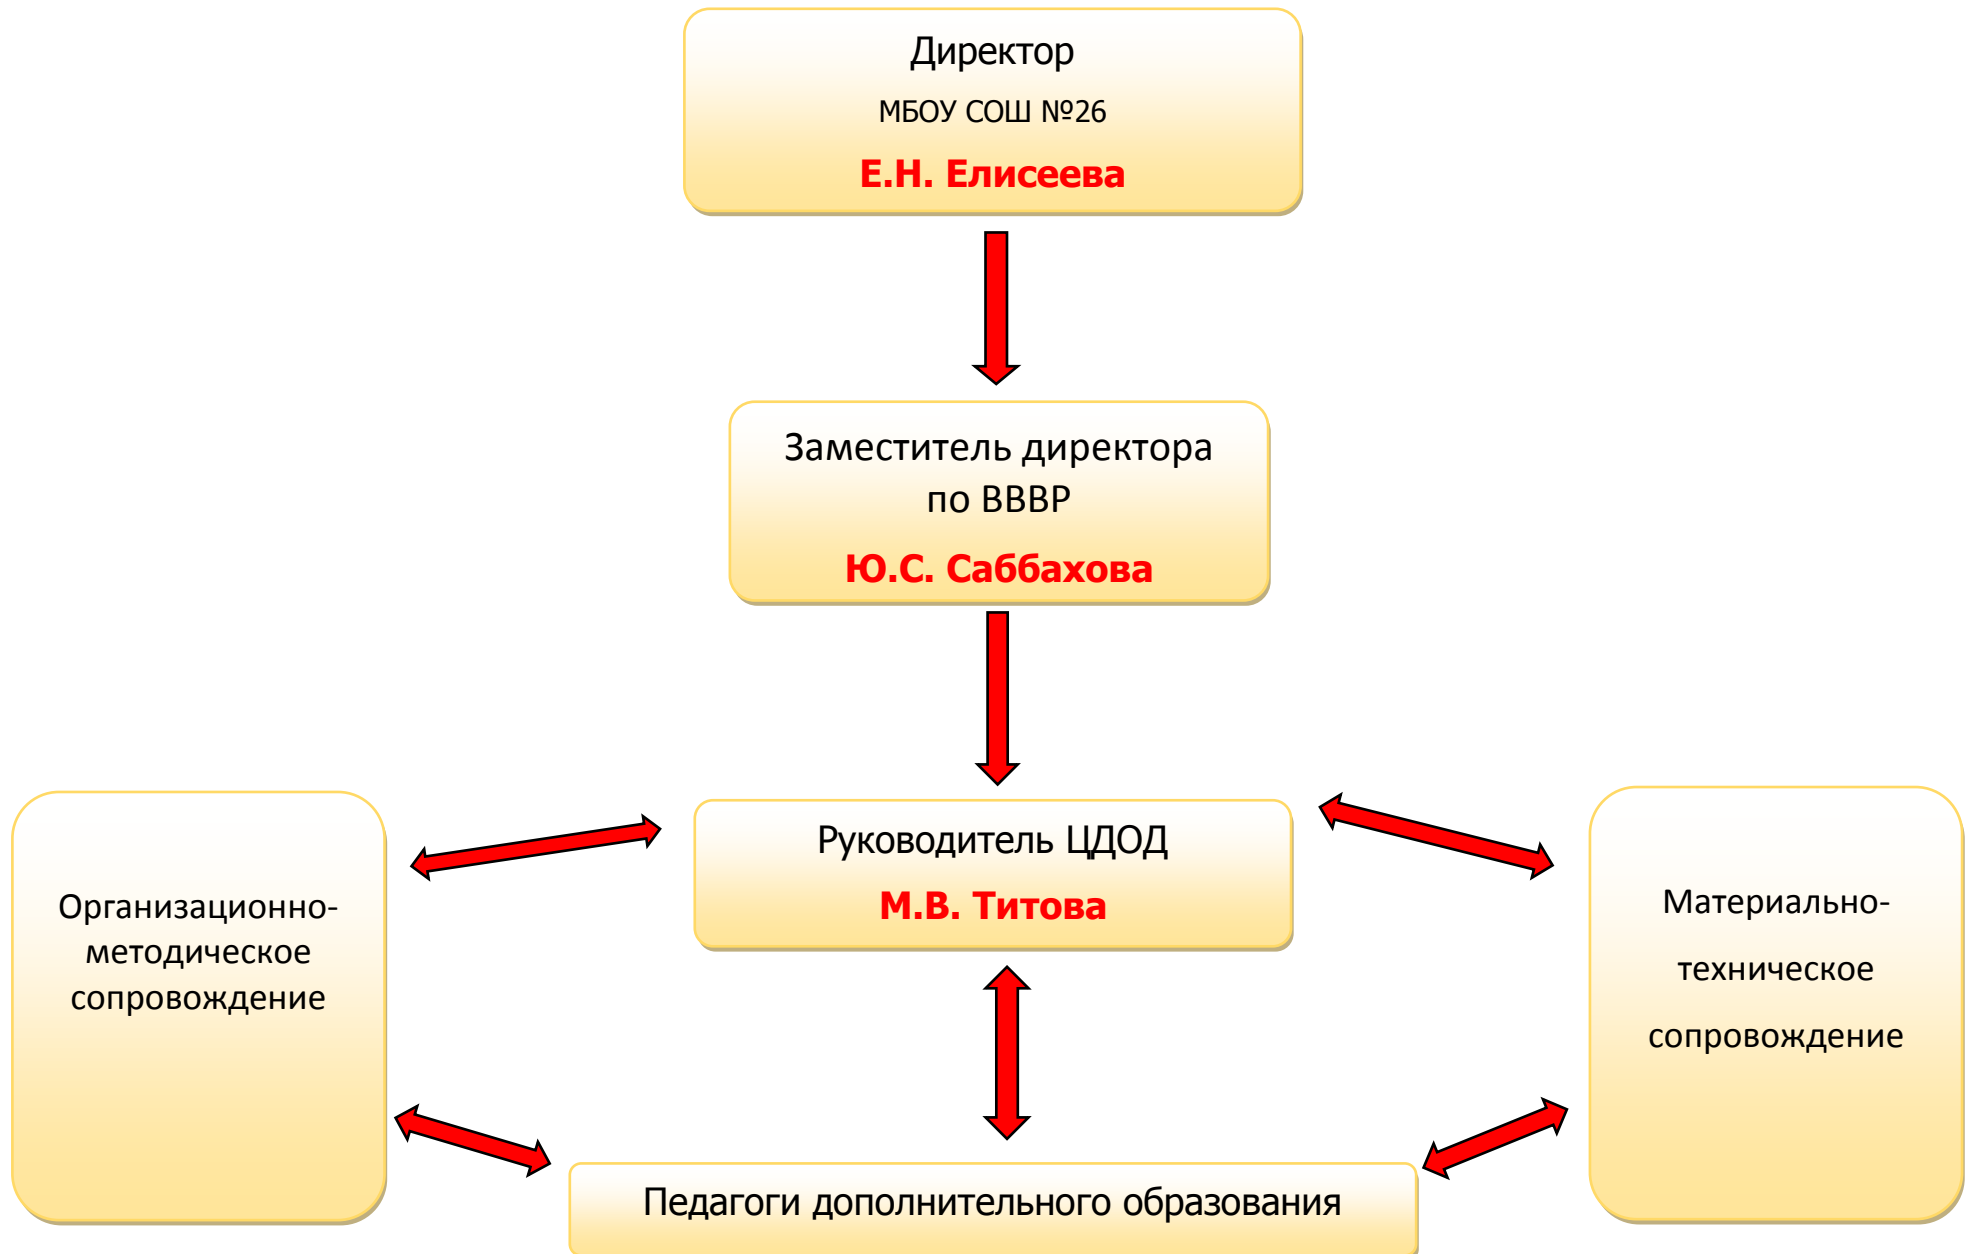 Директор
МБОУ СОШ №26
Е.Н. Елисеева
Заместитель директора
по ВВВР
Ю.С. Саббахова
Руководитель ЦДОД
М.В. Титова
Организационно-
методическое
сопровождение
Материально-
техническое
сопровождение
Педагоги дополнительного образования